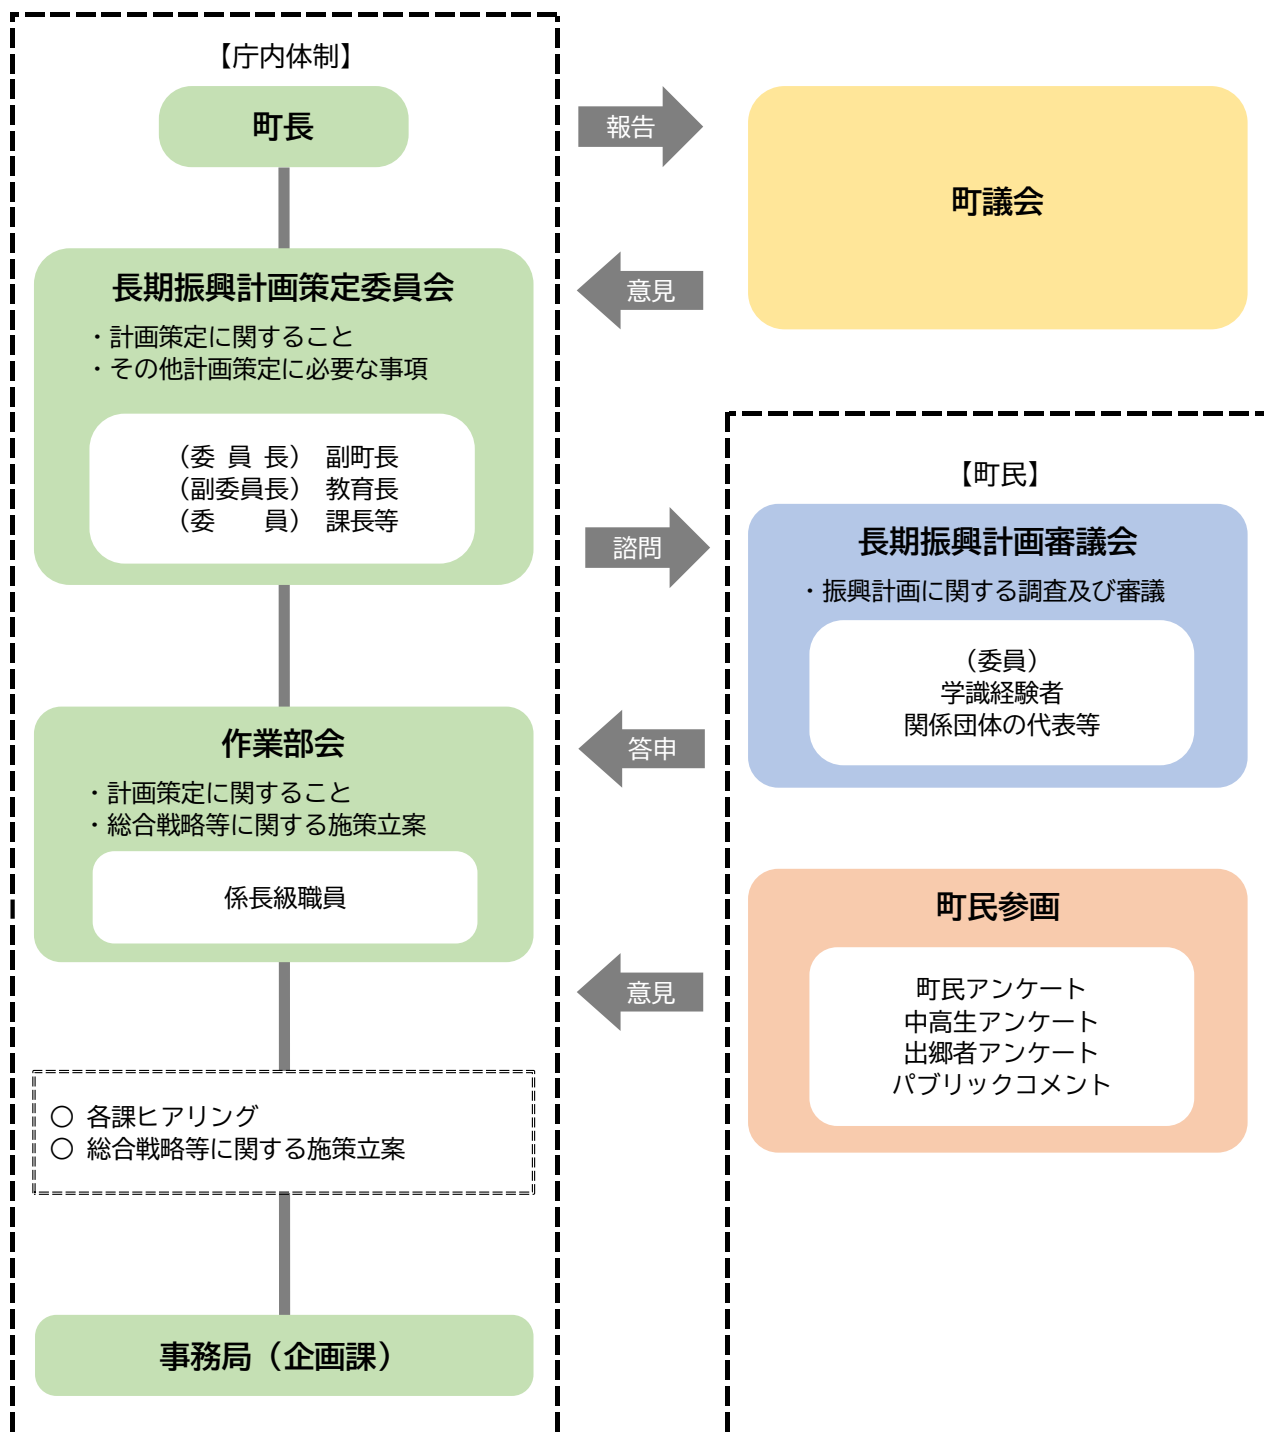 【庁内体制】
町長
長期振興計画策定委員会
・計画策定に関すること
・その他計画策定に必要な事項
（委 員 長） 副町長
（副委員長） 教育長
（委　　員） 課長等
作業部会
・計画策定に関すること
・総合戦略等に関する施策立案
係長級職員
○ 各課ヒアリング
○ 総合戦略等に関する施策立案
事務局（企画課）
報告
意見
諮問
答申
意見
町議会
【町民】
長期振興計画審議会
・振興計画に関する調査及び審議
（委員）
学識経験者
関係団体の代表等
町民参画
町民アンケート
中高生アンケート
出郷者アンケート
パブリックコメント